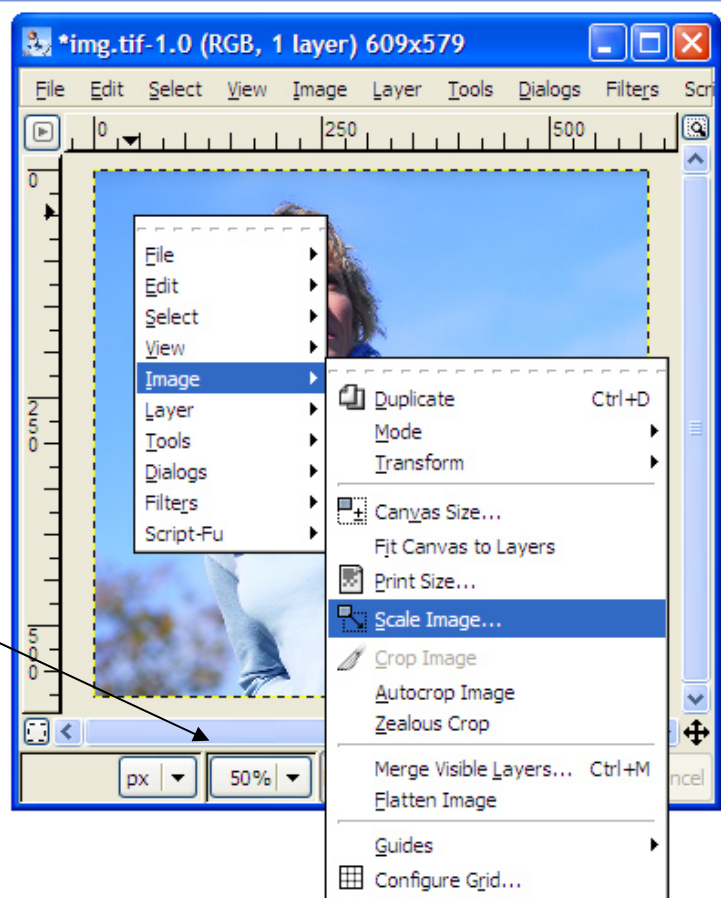 *img.tif-1.0 (RGB, 1 layer) 609x579
File Edit Select View Image Layer Tools Dialogs Filters Scri
0 250 500
0
File
Edit
Select
View
Image
Layer
Tools
Dialogs
Filters
Script-Fu
Duplicate Ctrl+D
Mode
Transform
Canvas Size...
Fit Canvas to Layers
Print Size...
Scale Image...
Crop Image
Autocrop Image
Zealous Crop
Merge Visible Layers... Ctrl+M
Flatten Image
Guides
Configure Grid...
250
500
px 50% ncel